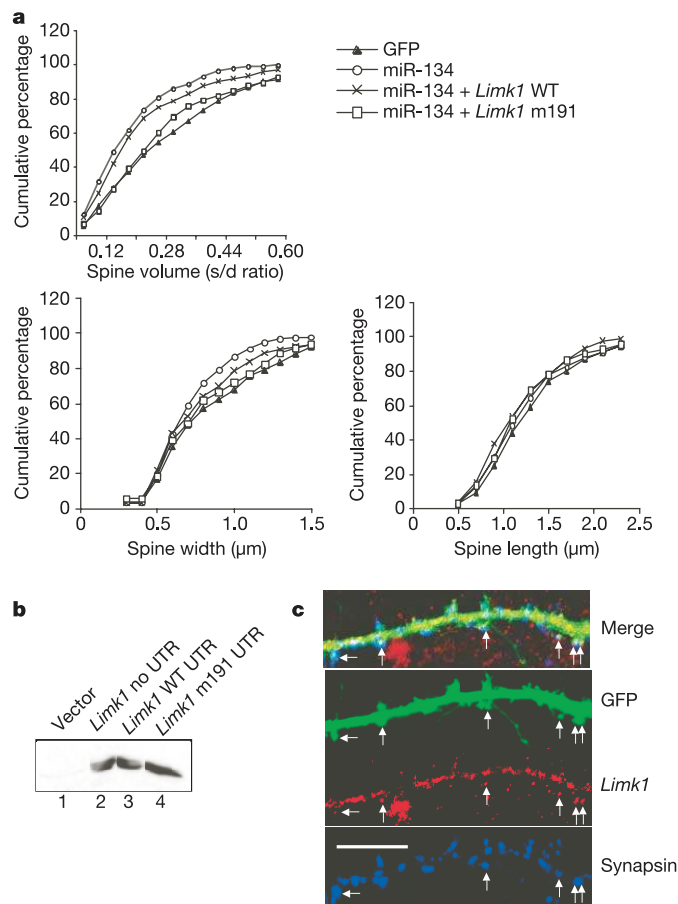 a
GFP
miR-134
miR-134 + Limk1 WT
miR-134 + Limk1 m191
Cumulative percentage
120
100
80
60
40
20
0
0.12
0.28
0.44
0.60
Spine volume (s/d ratio)
Cumulative percentage
120
100
80
60
40
20
0
0
0.5
1.0
1.5
Spine width (µm)
Cumulative percentage
120
100
80
60
40
20
0
0
0.5
1.0
1.5
2.0
2.5
Spine length (µm)
b
Vector
Limk1 no UTR
Limk1 WT UTR
Limk1 m191 UTR
1 2 3 4
c
Merge
GFP
Limk1
Synapsin